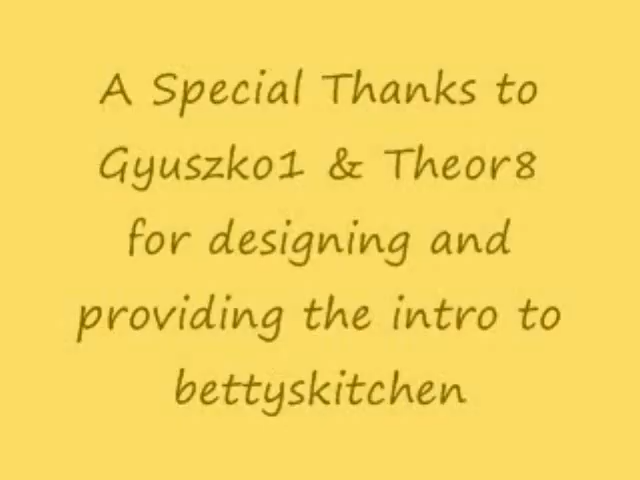 A Special Thanks to
Gyuszko1 & Theor8
for designing and
providing the intro to
bettyskitchen